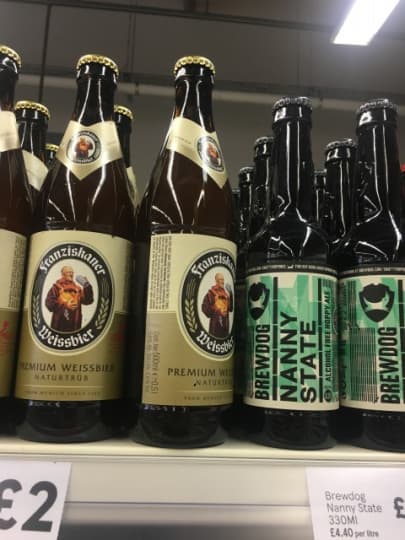 Franziskaner
Weissbier
PREMIUM WEISSBIER
NATURTRÜB
Franziskaner
Weissbier
PREMIUM
NATURTRÜB
BREWDOG
NANNY
STATE
ALCOHOL FREE HOPPY ALE
BREWDOG
£2
Brewdog
Nanny State
330Ml
£4.40 per litre
£